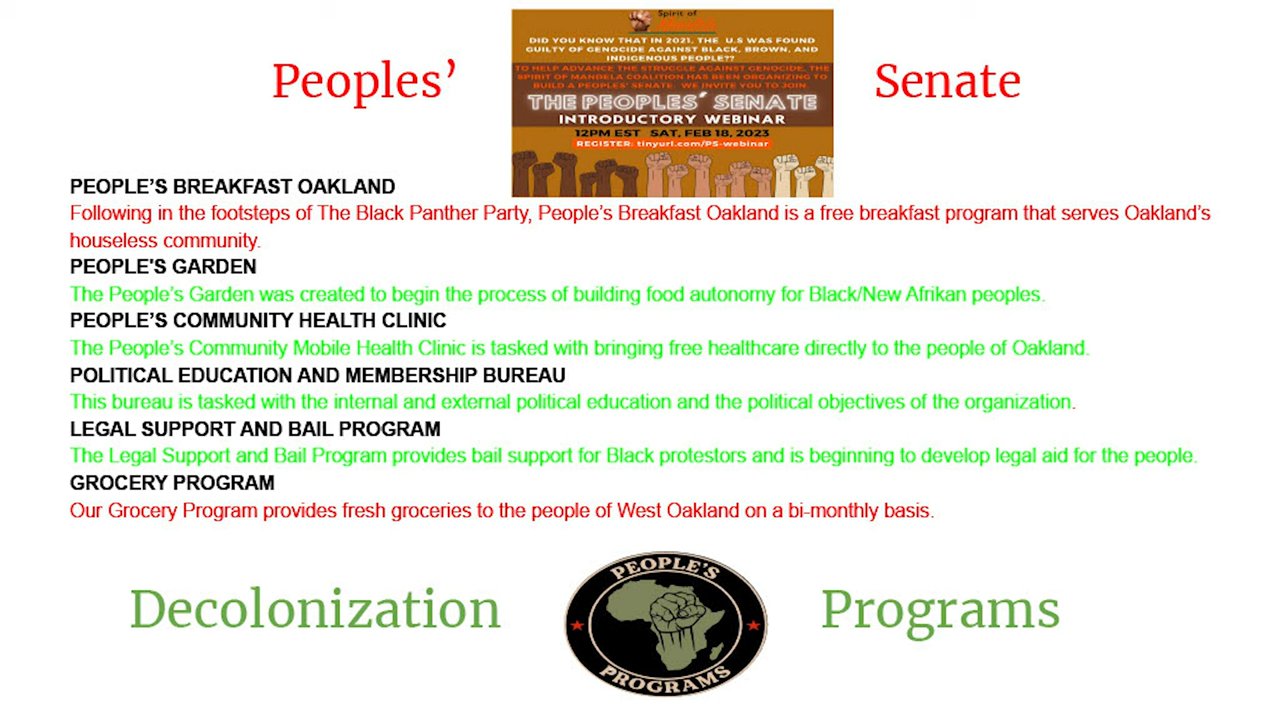 Peoples’
Senate
Spirit of
DID YOU KNOW THAT IN 2021, THE U.S WAS FOUND
GUILTY OF GENOCIDE AGAINST BLACK, BROWN, AND
INDIGENOUS PEOPLE??
TO HELP ADVANCE THE STRUGGLE AGAINST GENOCIDE, THE
SPIRIT OF MANDELA COALITION HAS BEEN ORGANIZING TO
BUILD A PEOPLES' SENATE. WE INVITE YOU TO JOIN.
THE PEOPLES' SENATE
INTRODUCTORY WEBINAR
12PM EST SAT, FEB 18, 2023
REGISTER: tinyurl.com/PS-webinar
PEOPLE’S BREAKFAST OAKLAND
Following in the footsteps of The Black Panther Party, People’s Breakfast Oakland is a free breakfast program that serves Oakland’s
houseless community.
PEOPLE'S GARDEN
The People’s Garden was created to begin the process of building food autonomy for Black/New Afrikan peoples.
PEOPLE’S COMMUNITY HEALTH CLINIC
The People’s Community Mobile Health Clinic is tasked with bringing free healthcare directly to the people of Oakland.
POLITICAL EDUCATION AND MEMBERSHIP BUREAU
This bureau is tasked with the internal and external political education and the political objectives of the organization.
LEGAL SUPPORT AND BAIL PROGRAM
The Legal Support and Bail Program provides bail support for Black protestors and is beginning to develop legal aid for the people.
GROCERY PROGRAM
Our Grocery Program provides fresh groceries to the people of West Oakland on a bi-monthly basis.
Decolonization
Programs
PEOPLE'S
PROGRAMS